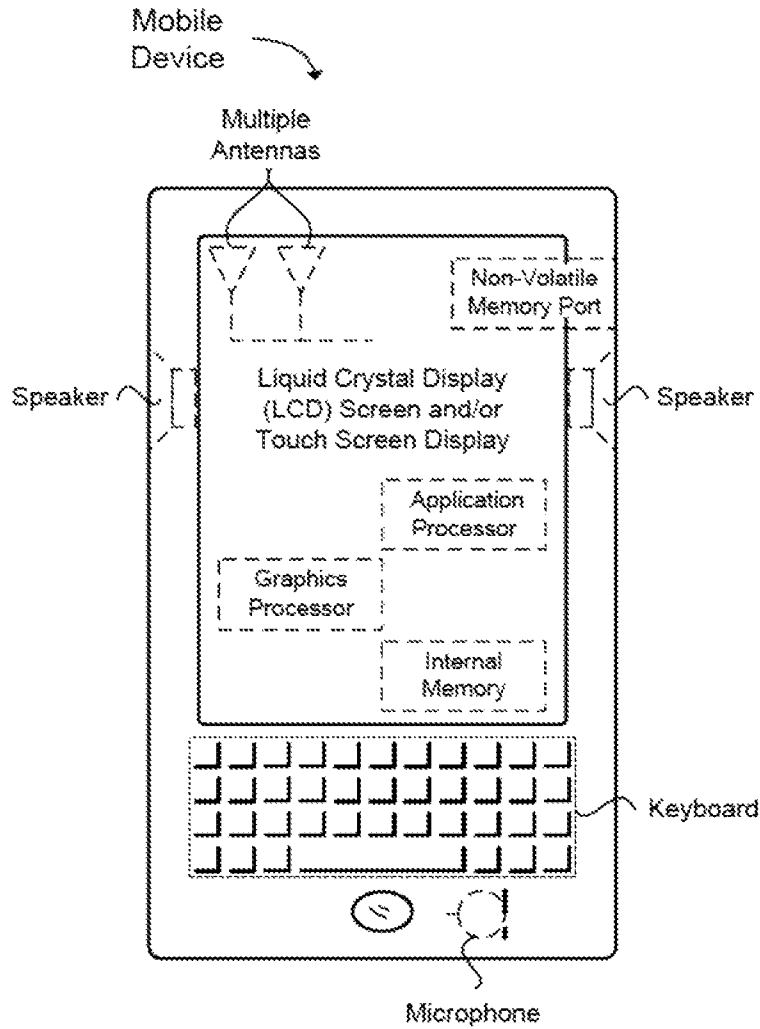 Mobile
Device
Multiple
Antennas
Non-Volatile
Memory Port
Speaker
Liquid Crystal Display
(LCD) Screen and/or
Touch Screen Display
Speaker
Application
Processor
Graphics
Processor
Internal
Memory
Keyboard
Microphone